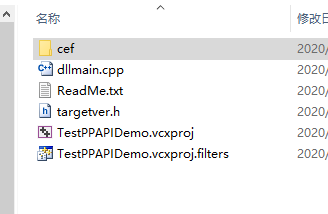 名称 修改日
cef 2020/
dllmain.cpp 2020/
ReadMe.txt 2020/
targetver.h 2020/
TestPPAPIDemo.vcxproj 2020/
TestPPAPIDemo.vcxproj.filters 2020/